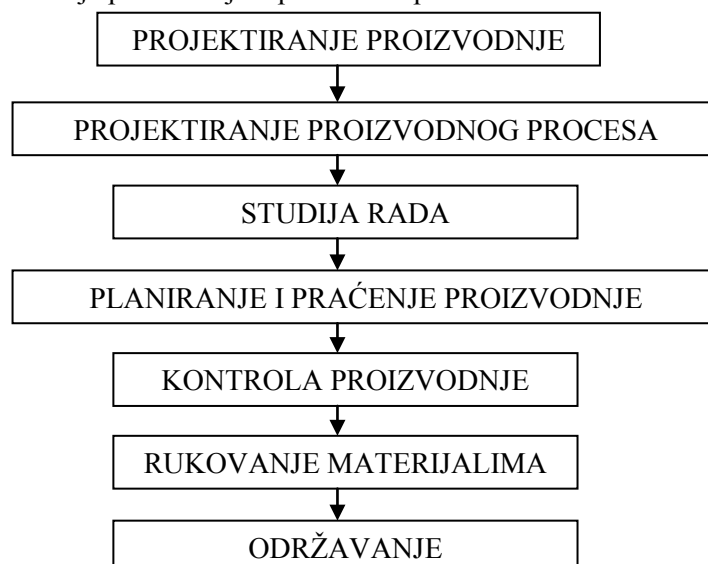 PROJEKTIRANJE PROIZVODNJE
PROJEKTIRANJE PROIZVODNOG PROCESA
STUDIJA RADA
PLANIRANJE I PRAĆENJE PROIZVODNJE
KONTROLA PROIZVODNJE
RUKOVANJE MATERIJALIMA
ODRŽAVANJE